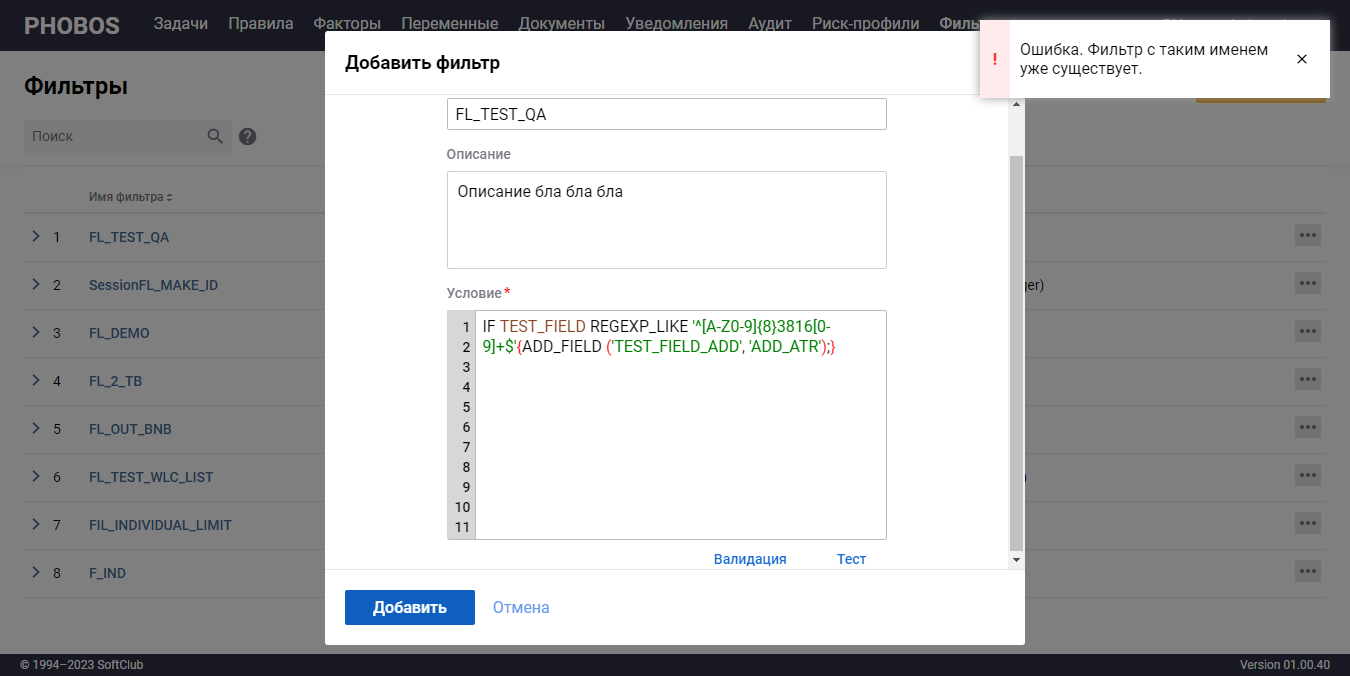 PHOBOS Задачи Правила Факторы Переменные Документы Уведомления Аудит Риск-профили
Ошибка. Фильтр с таким именем
уже существует.
Фильтры
Добавить фильтр
FL_TEST_QA
Поиск
Описание
Описание бла бла бла
Имя фильтра
1 FL_TEST_QA
2 SessionFL_MAKE_ID
3 FL_DEMO
4 FL_2_TB
5 FL_OUT_BNB
6 FL_TEST_WLC_LIST
7 FIL_INDIVIDUAL_LIMIT
8 F_IND
Условие *
1 IF TEST_FIELD REGEXP_LIKE '^[A-Z0-9]{8}3816[0-
2 9]+$'{ADD_FIELD ('TEST_FIELD_ADD', 'ADD_ATR');}
3
4
5
6
7
8
9
10
11
Валидация Тест
Добавить Отмена
© 1994–2023 SoftClub
Version 01.00.40